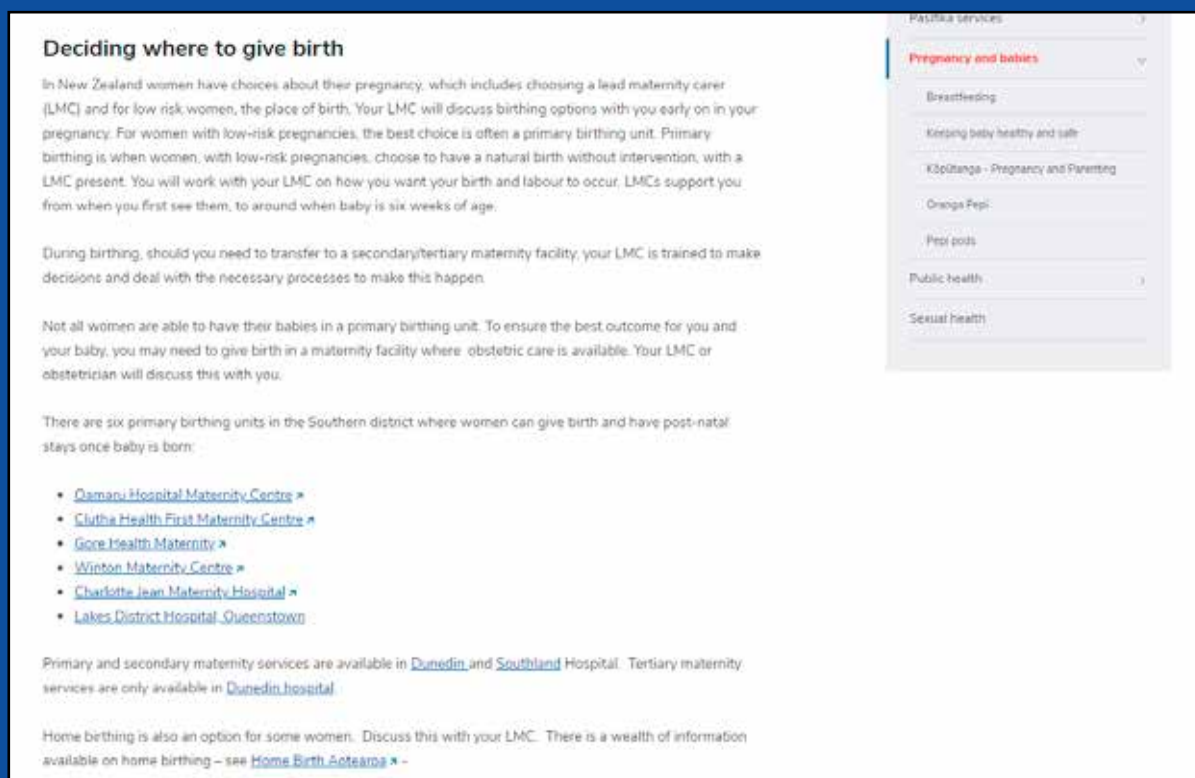 Deciding where to give birth
In New Zealand women have choices about their pregnancy, which includes choosing a lead maternity carer
(LMC) and for low risk women, the place of birth. Your LMC will discuss birthing options with you early on in your
pregnancy. For women with low-risk pregnancies, the best choice is often a primary birthing unit. Primary
birthing is when women, with low-risk pregnancies, choose to have a natural birth without intervention, with a
LMC present. You will work with your LMC on how you want your birth and labour to occur. LMCs support you
from when you first see them, to around when baby is six weeks of age.
During birthing, should you need to transfer to a secondary/tertiary maternity facility, your LMC is trained to make
decisions and deal with the necessary processes to make this happen.
Not all women are able to have their babies in a primary birthing unit. To ensure the best outcome for you and
your baby, you may need to give birth in a maternity facility where obstetric care is available. Your LMC or
obstetrician will discuss this with you.
There are six primary birthing units in the Southern district where women can give birth and have post-natal
stays once baby is born:
• Oamaru Hospital Maternity Centre
• Clutha Health First Maternity Centre
• Gore Health Maternity
• Winton Maternity Centre
• Charlotte Jean Maternity Hospital
• Lakes District Hospital, Queenstown
Primary and secondary maternity services are available in Dunedin and Southland Hospital. Tertiary maternity
services are only available in Dunedin hospital.
Home birthing is also an option for some women. Discuss this with your LMC. There is a wealth of information
available on home birthing – see Home Birth Aotearoa –
Pasifika services
Pregnancy and babies
Breastfeeding
Keeping baby healthy and safe
Kōpūtanga - Pregnancy and Parenting
Oranga Pepi
Pepi pods
Public health
Sexual health